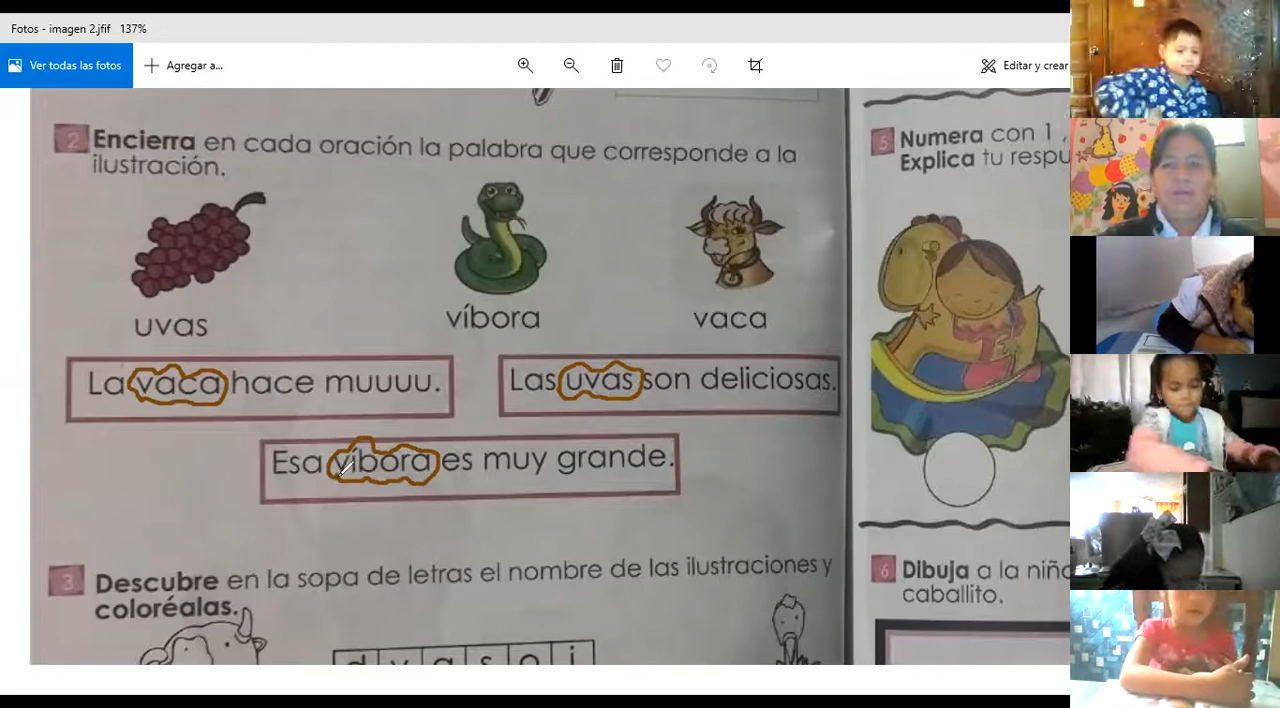 Fotos - imagen 2.jfif 137%
Ver todas las fotos
Agregar a...
Editar y crear
2 Encierra en cada oración la palabra que corresponde a la
ilustración.
uvas
víbora
vaca
La vaca hace muuuu.
Las uvas son deliciosas.
Esa víbora es muy grande.
3 Descubre en la sopa de letras el nombre de las ilustraciones y
coloréalas.
5 Numera con 1
Explica tu
6 Dibuja a la
caballito.